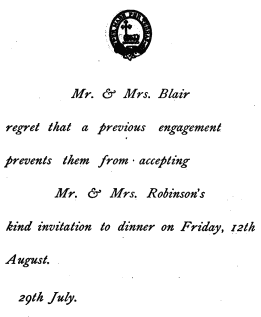 Mr. & Mrs. Blair
regret that a previous engagement
prevents them from accepting
Mr. & Mrs. Robinson's
kind invitation to dinner on Friday, 12th
August.
29th July.